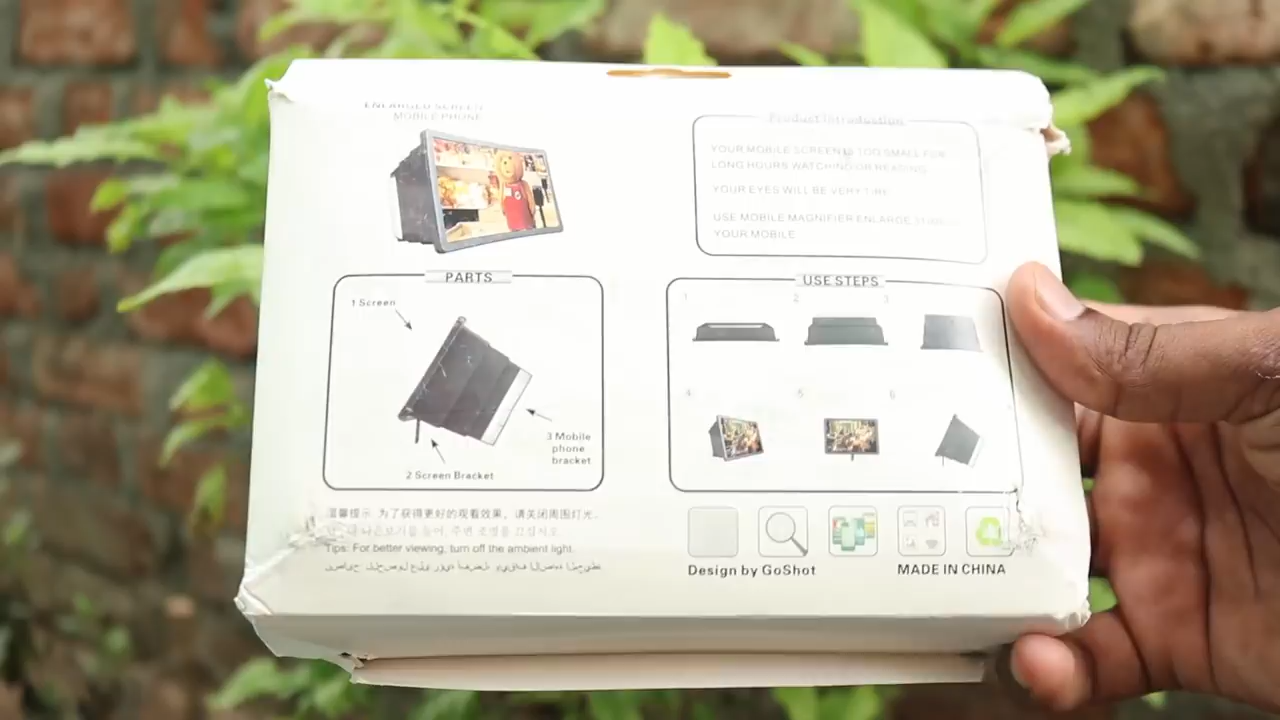 ENLARGED SCREEN
MOBILE PHONE
Product Introduction
YOUR MOBILE SCREEN IS TOO SMALL FOR
LONG HOURS WATCHING OR READING
YOUR EYES WILL BE VERY
USE MOBILE MAGNIFIER ENLARGE
YOUR MOBILE
PARTS
1 Screen
2 Screen Bracket
3 Mobile
phone
bracket
USE STEPS
1
2
3
4
5
6
温馨提示 为了获得更好的观看效果，请关闭周围灯光.
Tips: For better viewing, turn off the ambient light.
Design by GoShot
MADE IN CHINA